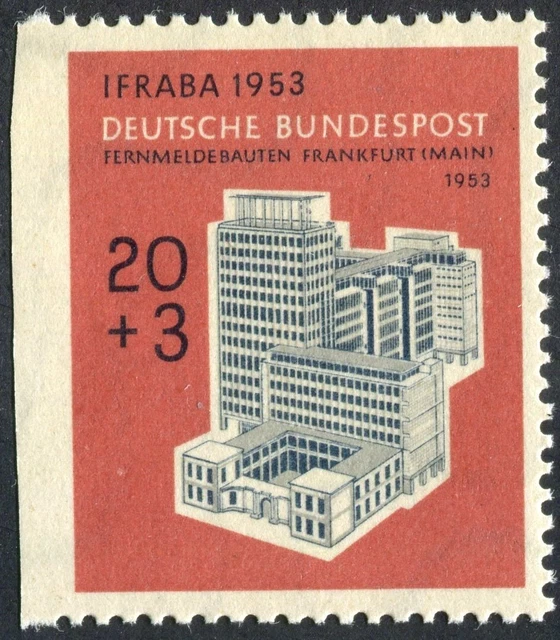 IFRABA 1953
DEUTSCHE BUNDESPOST
FERNMELDEBAUTEN FRANKFURT (MAIN)
1953
20
+3